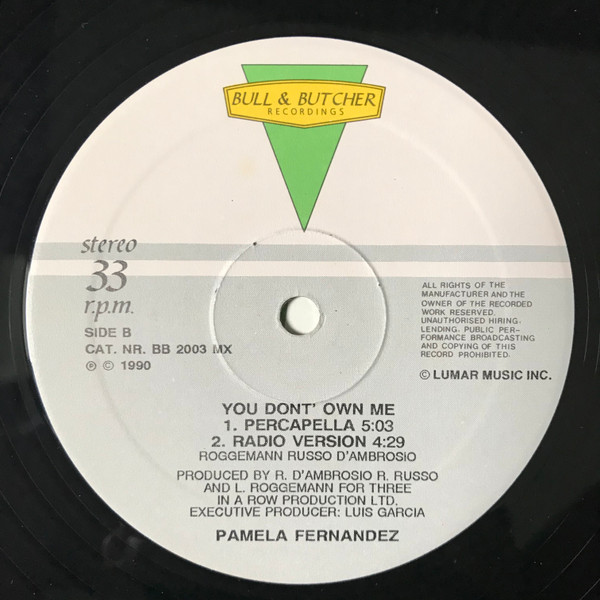 BULL & BUTCHER
RECORDINGS
stereo
33
r.p.m.
SIDE B
CAT. NR. BB 2003 MX
℗ © 1990
ALL RIGHTS OF THE
MANUFACTURER AND THE
OWNER OF THE RECORDED
WORK RESERVED.
UNAUTHORISED HIRING.
LENDING. PUBLIC PER-
FORMANCE BROADCASTING
AND COPYING OF THIS
RECORD PROHIBITED.
© LUMAR MUSIC INC.
YOU DONT' OWN ME
1. PERCAPELLA 5:03
2. RADIO VERSION 4:29
ROGGEMANN RUSSO D'AMBROSIO
PRODUCED BY R. D'AMBROSIO R. RUSSO
AND L. ROGGEMANN FOR THREE
IN A ROW PRODUCTION LTD.
EXECUTIVE PRODUCER: LUIS GARCIA
PAMELA FERNANDEZ